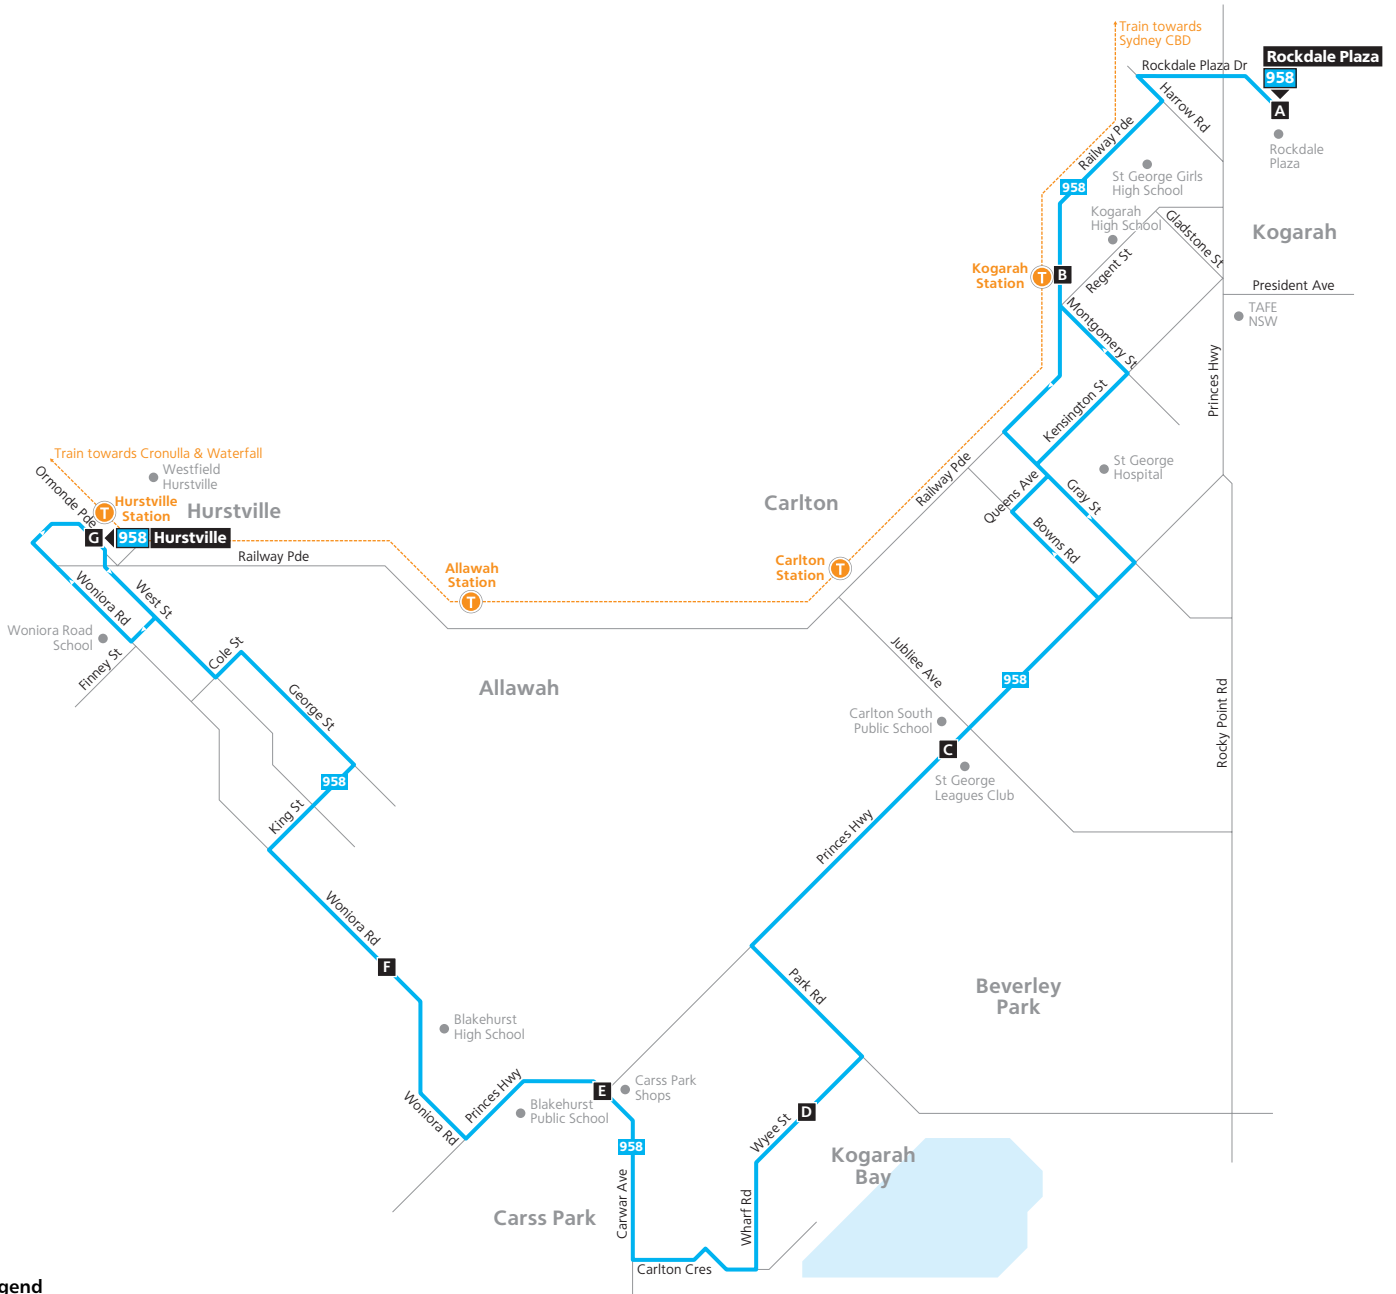 Train towards
Sydney CBD
Rockdale Plaza
958
Rockdale Plaza Dr
A
Harrow Rd
Rockdale
Plaza
Railway Pde
St George Girls
High School
958
Kogarah
High School
Gladstone St
Kogarah
Kogarah
Station
T
B
Regent St
President Ave
TAFE
NSW
Montgomery St
Princes Hwy
Kensington St
Train towards Cronulla & Waterfall
Westfield
Hurstville
Ormonde Pde
St George
Hospital
Railway Pde
Queens Ave
Gray St
Hurstville
Station
T
Hurstville
Carlton
Bowns Rd
G
958
Hurstville
Railway Pde
Allawah
Station
T
Carlton
Station
T
Woniora Rd
West St
Woniora Road
School
Finney St
Cole St
Jubliee Ave
George St
Allawah
958
Rocky Point Rd
Carlton South
Public School
C
St George
Leagues Club
958
King St
Princes Hwy
Woniora Rd
F
Park Rd
Beverley
Park
Blakehurst
High School
Princes Hwy
E
Carss Park
Shops
Woniora Rd
Blakehurst
Public School
D
Wyee St
958
Kogarah
Bay
Carwar Ave
Wharf Rd
Carss Park
Carlton Cres
gend